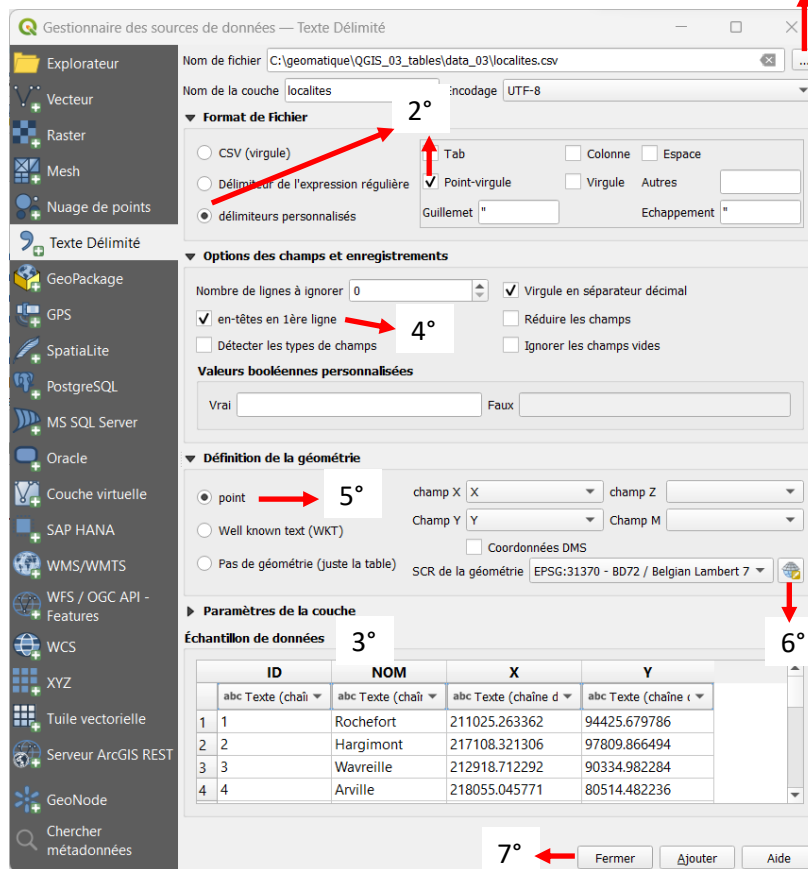 Gestionnaire des sources de données — Texte Délimité
Explorateur
Vecteur
Raster
Mesh
Nuage de points
Texte Délimité
GeoPackage
GPS
SpatiaLite
PostgreSQL
MS SQL Server
Oracle
Couche virtuelle
SAP HANA
WMS/WMTS
WFS / OGC API -
Features
WCS
XYZ
Tuile vectorielle
Serveur ArcGIS REST
GeoNode
Chercher
métadonnées
Nom de fichier C:\geomatique\QGIS_03_tables\data_03\localites.csv ...
Nom de la couche localites Encodage UTF-8
2°
Format de Fichier
CSV (virgule) Tab Colonne Espace
Délimiteur de l'expression régulière Point-virgule Virgule Autres
délimiteurs personnalisés Guillemet " Echappement "
Options des champs et enregistrements
Nombre de lignes à ignorer 0 Virgule en séparateur décimal
en-têtes en 1ère ligne 4° Réduire les champs
Détecter les types de champs Ignorer les champs vides
Valeurs booléennes personnalisées
Vrai Faux
Définition de la géométrie
point 5° champ X X champ Z
Well known text (WKT) Champ Y Y Champ M
Coordonnées DMS
Pas de géométrie (juste la table) SCR de la géométrie EPSG:31370 - BD72 / Belgian Lambert 7
Paramètres de la couche
Échantillon de données 3° 6°
ID NOM X Y
abc Texte (chaî abc Texte (chaî abc Texte (chaîne d abc Texte (chaîne (
1 1 Rochefort 211025.263362 94425.679786
2 2 Hargimont 217108.321306 97809.866494
3 3 Wavreille 212918.712292 90334.982284
4 4 Arville 218055.045771 80514.482236
7° Fermer Ajouter Aide